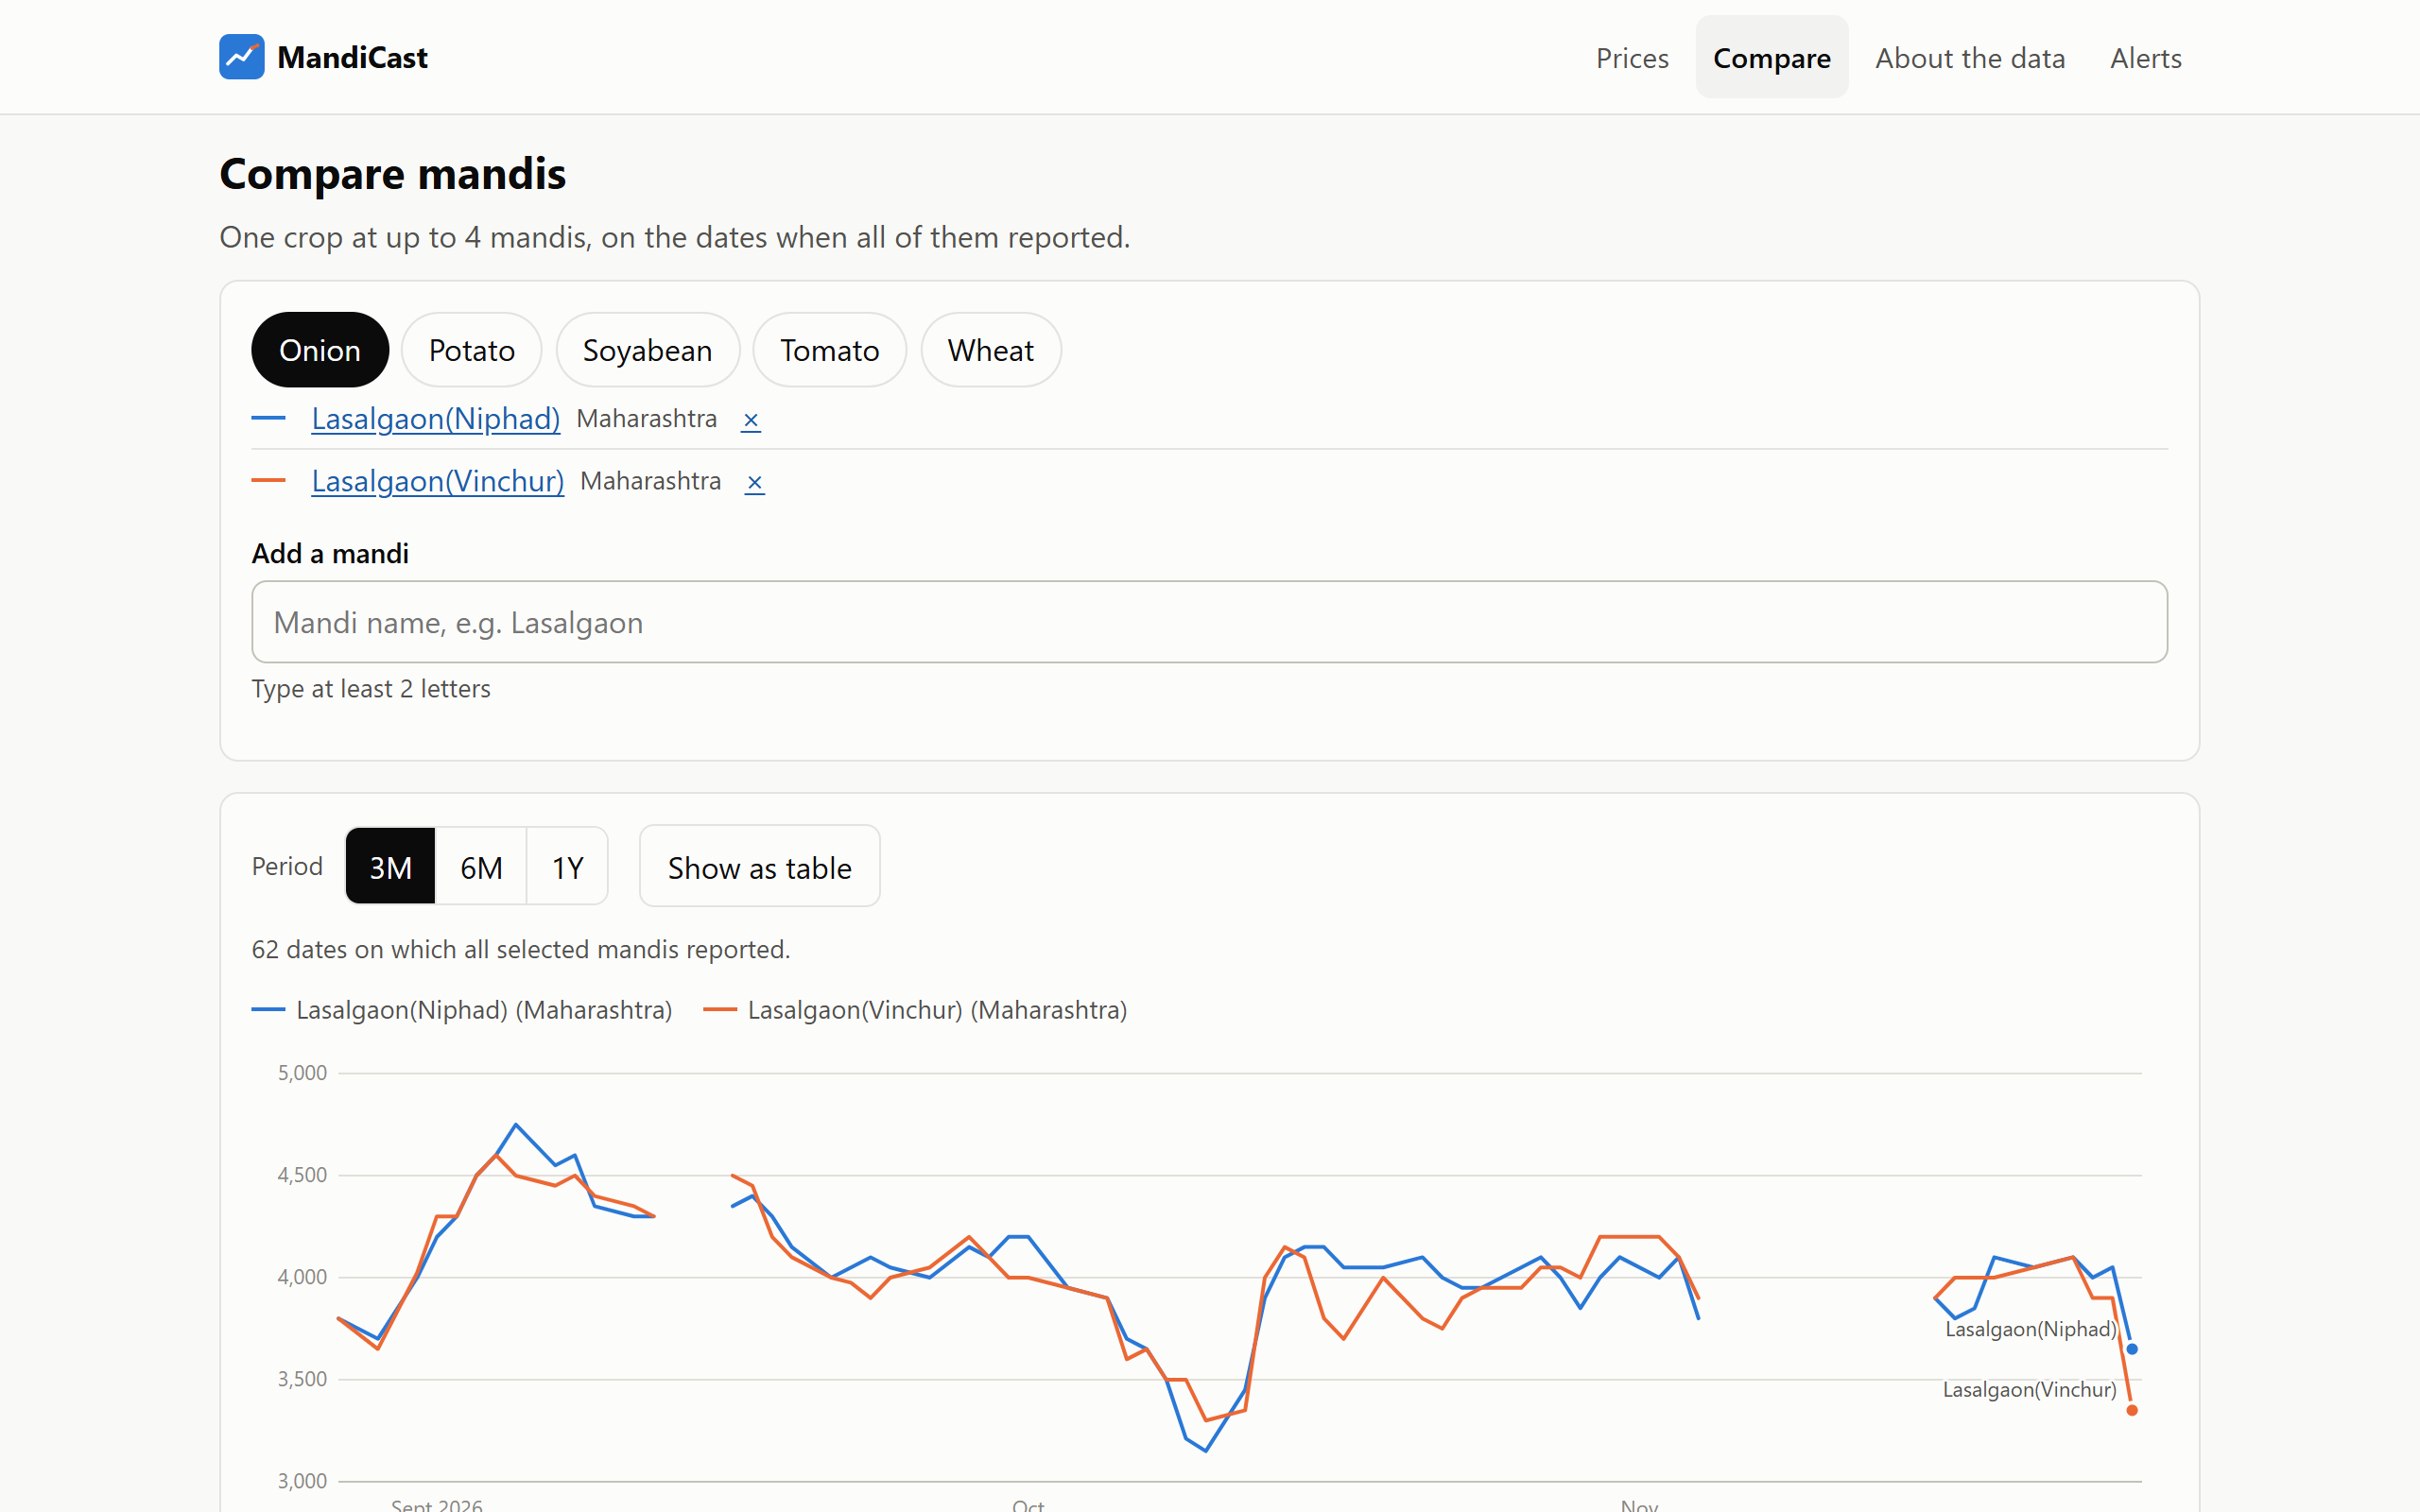 MandiCast
Prices Compare About the data Alerts
Compare mandis
One crop at up to 4 mandis, on the dates when all of them reported.
Onion Potato Soyabean Tomato Wheat
Lasalgaon(Niphad) Maharashtra ×
Lasalgaon(Vinchur) Maharashtra ×
Add a mandi
Mandi name, e.g. Lasalgaon
Type at least 2 letters
Period 3M 6M 1Y Show as table
62 dates on which all selected mandis reported.
Lasalgaon(Niphad) (Maharashtra) Lasalgaon(Vinchur) (Maharashtra)
5,000
4,500
4,000
Lasalgaon(Niphad)
3,500
Lasalgaon(Vinchur)
3,000
Sept 2026 Oct Nov